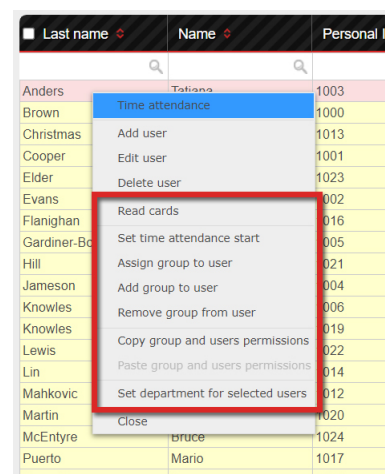 Last name Name Personal
Anders Tatiana 1003
Time attendance
Brown 1000
Christmas Add user 1013
Cooper Edit user 1001
Elder Delete user 1023
Evans 002
Read cards
Flanighan 016
Gardiner-Bo Set time attendance start 005
Hill Assign group to user 021
Jameson Add group to user 004
Knowles Remove group from user 006
Knowles 019
Copy group and users permissions
Lewis 022
Lin Paste group and users permissions 014
Mahkovic Set department for selected users 012
Martin 1020
Close
McEntyre Bruce 1024
Puerto Mario 1017